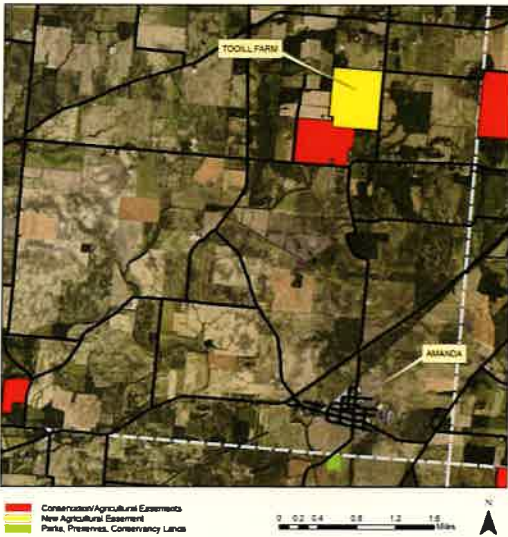 TOOILL FARM
AMANDA
Conservation/Agricultural Easements
New Agricultural Easement
Parks, Preserves, Conservancy Lands
N
0 0.2 0.4 0.8 1.2 1.6
Miles